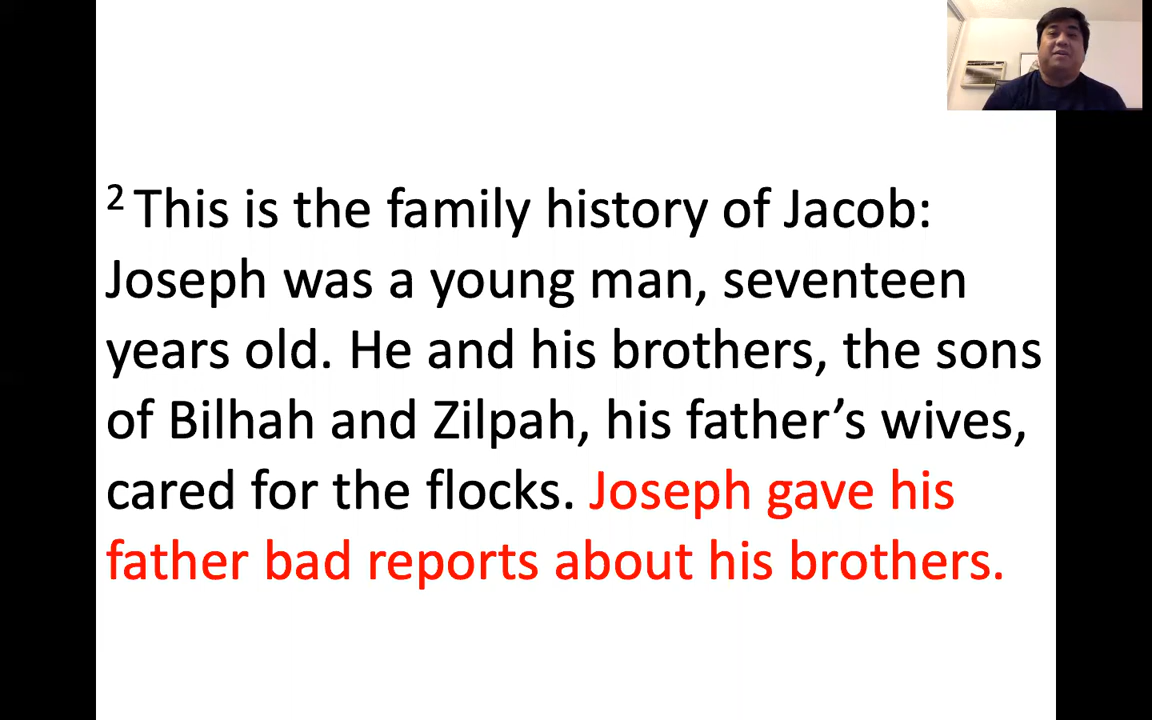 2 This is the family history of Jacob:
Joseph was a young man, seventeen
years old. He and his brothers, the sons
of Bilhah and Zilpah, his father’s wives,
cared for the flocks. Joseph gave his
father bad reports about his brothers.